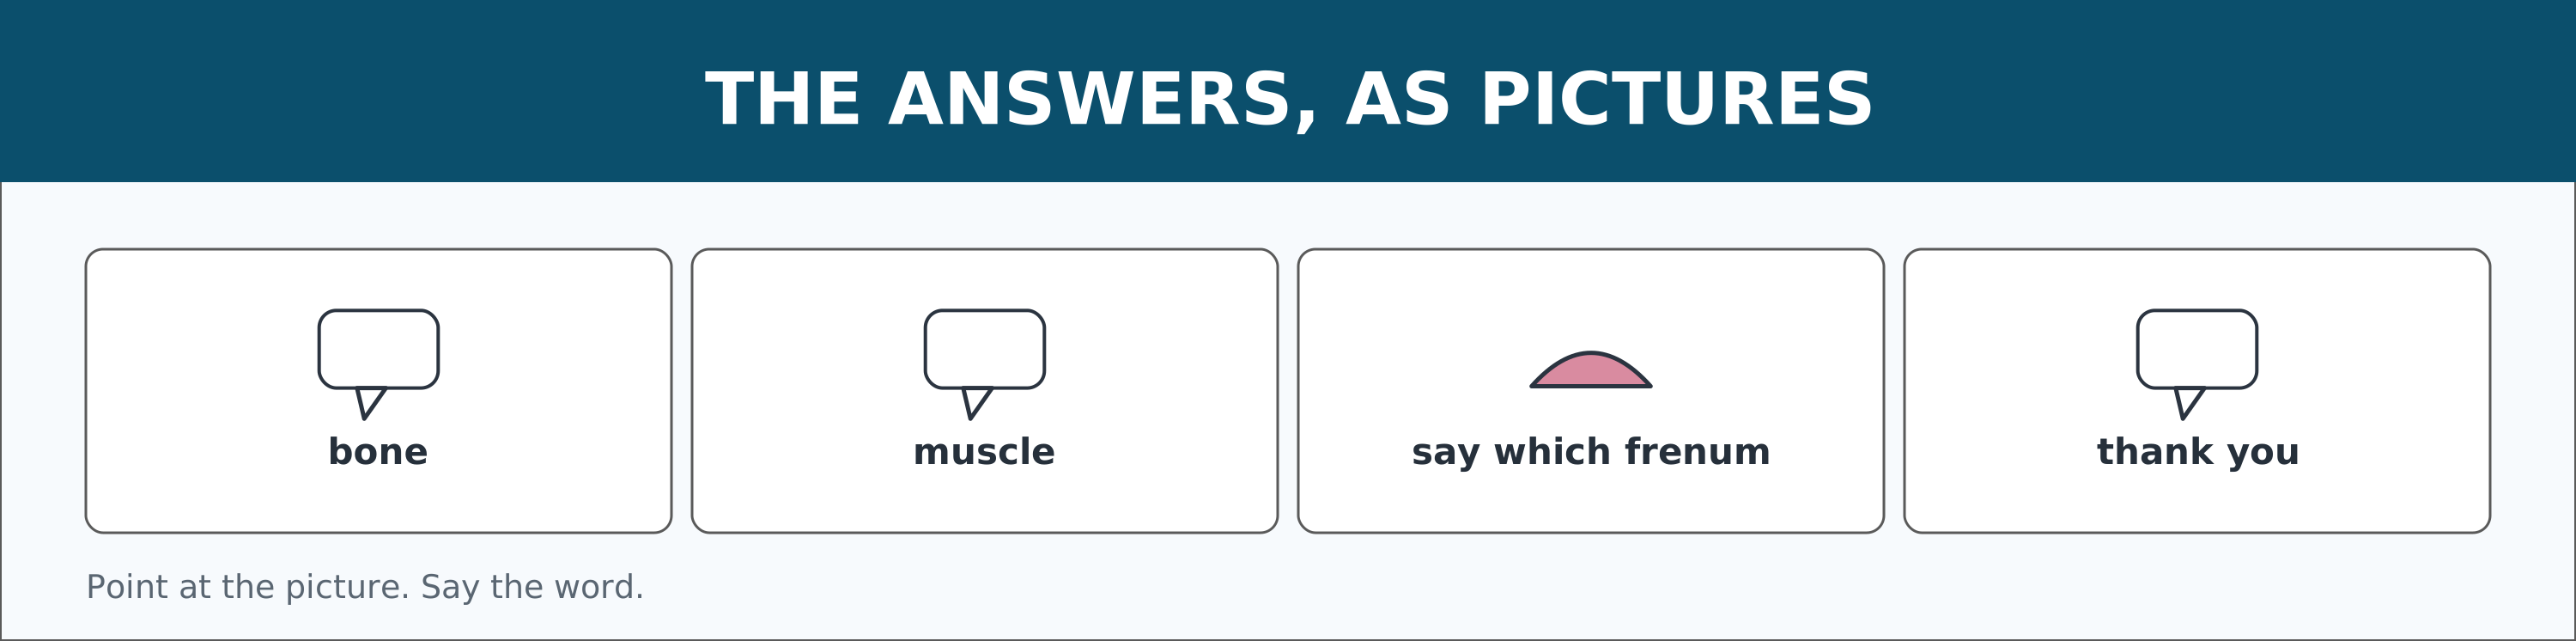 THE ANSWERS, AS PICTURES
bone
muscle
say which frenum
thank you
Point at the picture. Say the word.